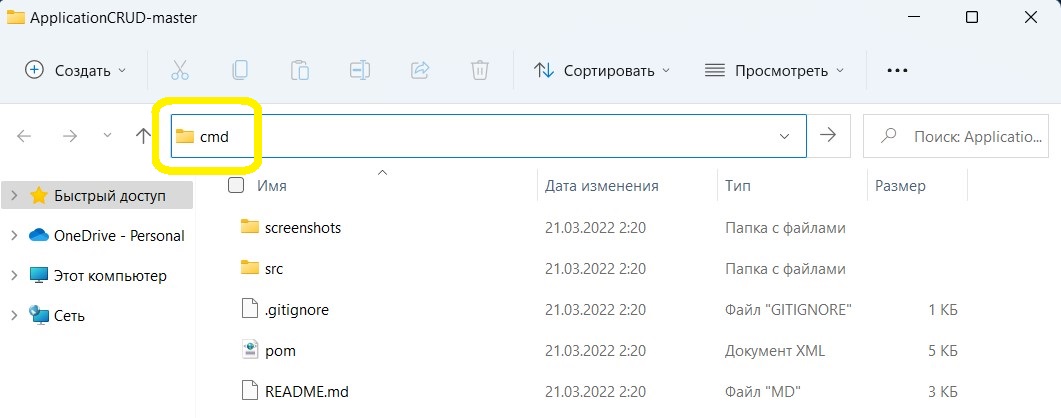 ApplicationCRUD-master
Создать Сортировать Просмотреть
cmd Поиск: Applicatio...
Имя Дата изменения Тип Размер
Быстрый доступ
OneDrive - Personal
Этот компьютер
Сеть
screenshots 21.03.2022 2:20 Папка с файлами
src 21.03.2022 2:20 Папка с файлами
.gitignore 21.03.2022 2:20 Файл "GITIGNORE" 1 КБ
pom 21.03.2022 2:20 Документ XML 5 КБ
README.md 21.03.2022 2:20 Файл "MD" 3 КБ